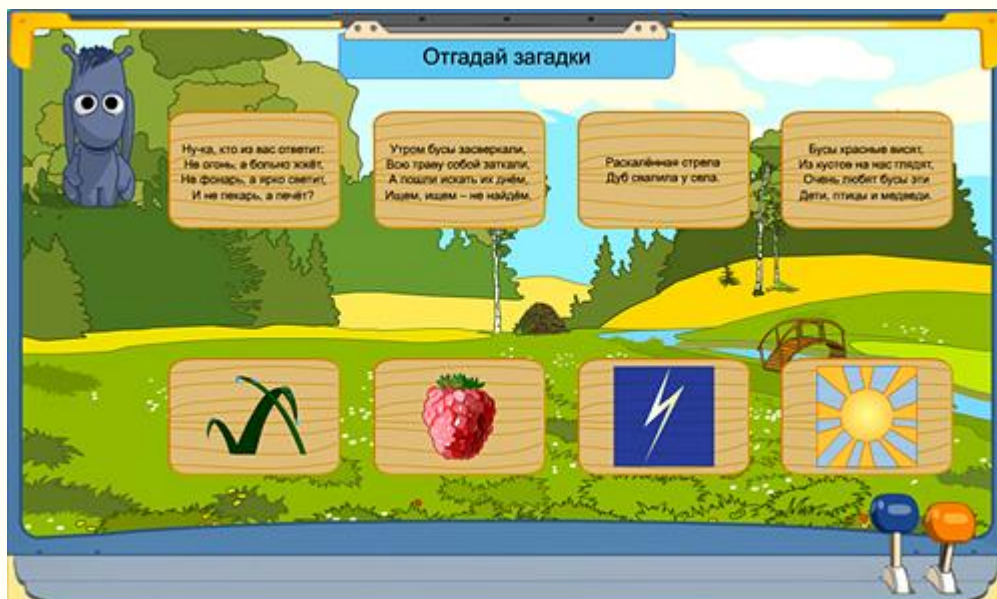 Отгадай загадки
Ну-ка, кто из вас ответит:
Не огонь, а больно жжёт,
Не фонарь, а ярко светит,
И не пекарь, а печёт?
Утром бусы засверкали,
Всю траву собой заткали,
А пошли искать их днём,
Ищем, ищем – не найдём.
Раскалённая стрела
Дуб свалила у села.
Бусы красные висят,
Из кустов на нас глядят,
Очень любят бусы эти
Дети, птицы и медведи.